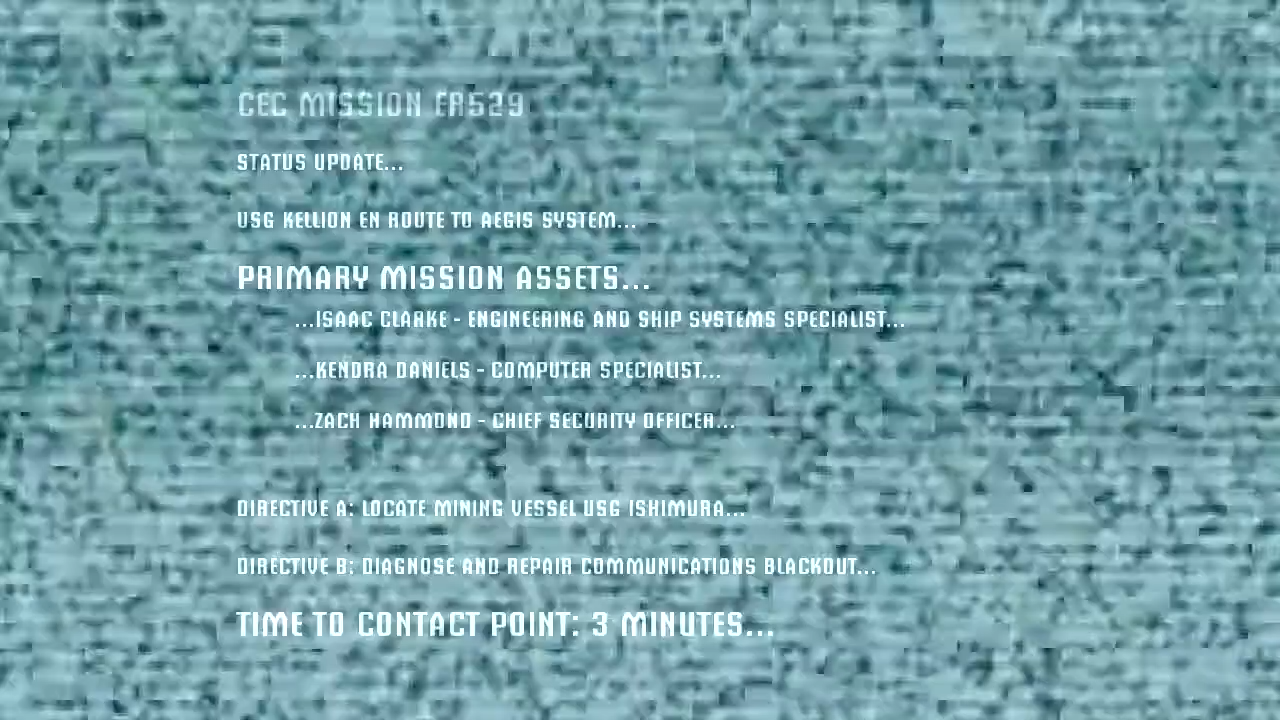 CEC MISSION ER529
STATUS UPDATE...
USG KELLION EN ROUTE TO AEGIS SYSTEM...
PRIMARY MISSION ASSETS...
...ISAAC CLARKE - ENGINEERING AND SHIP SYSTEMS SPECIALIST...
...KENDRA DANIELS - COMPUTER SPECIALIST...
...ZACH HAMMOND - CHIEF SECURITY OFFICER...
DIRECTIVE A: LOCATE MINING VESSEL USG ISHIMURA...
DIRECTIVE B: DIAGNOSE AND REPAIR COMMUNICATIONS BLACKOUT...
TIME TO CONTACT POINT: 3 MINUTES...